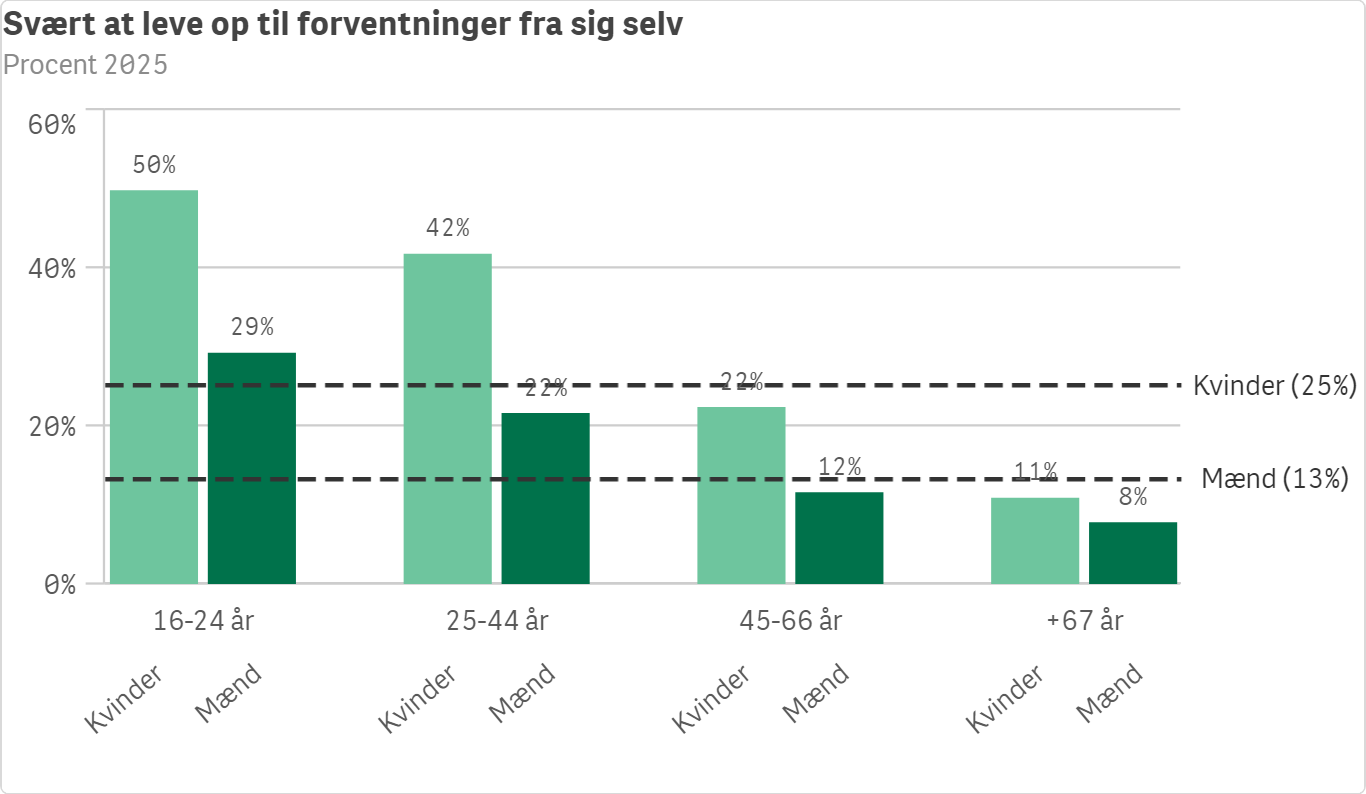 Svært at leve op til forventninger fra sig selv
Procent 2025
60%
50%
42%
40%
29%
22%
22%
Kvinder (25%)
20%
12%
11%
Mænd (13%)
8%
0%
16-24 år
25-44 år
45-66 år
+67 år
Kvinder
Mænd
Kvinder
Mænd
Kvinder
Mænd
Kvinder
Mænd